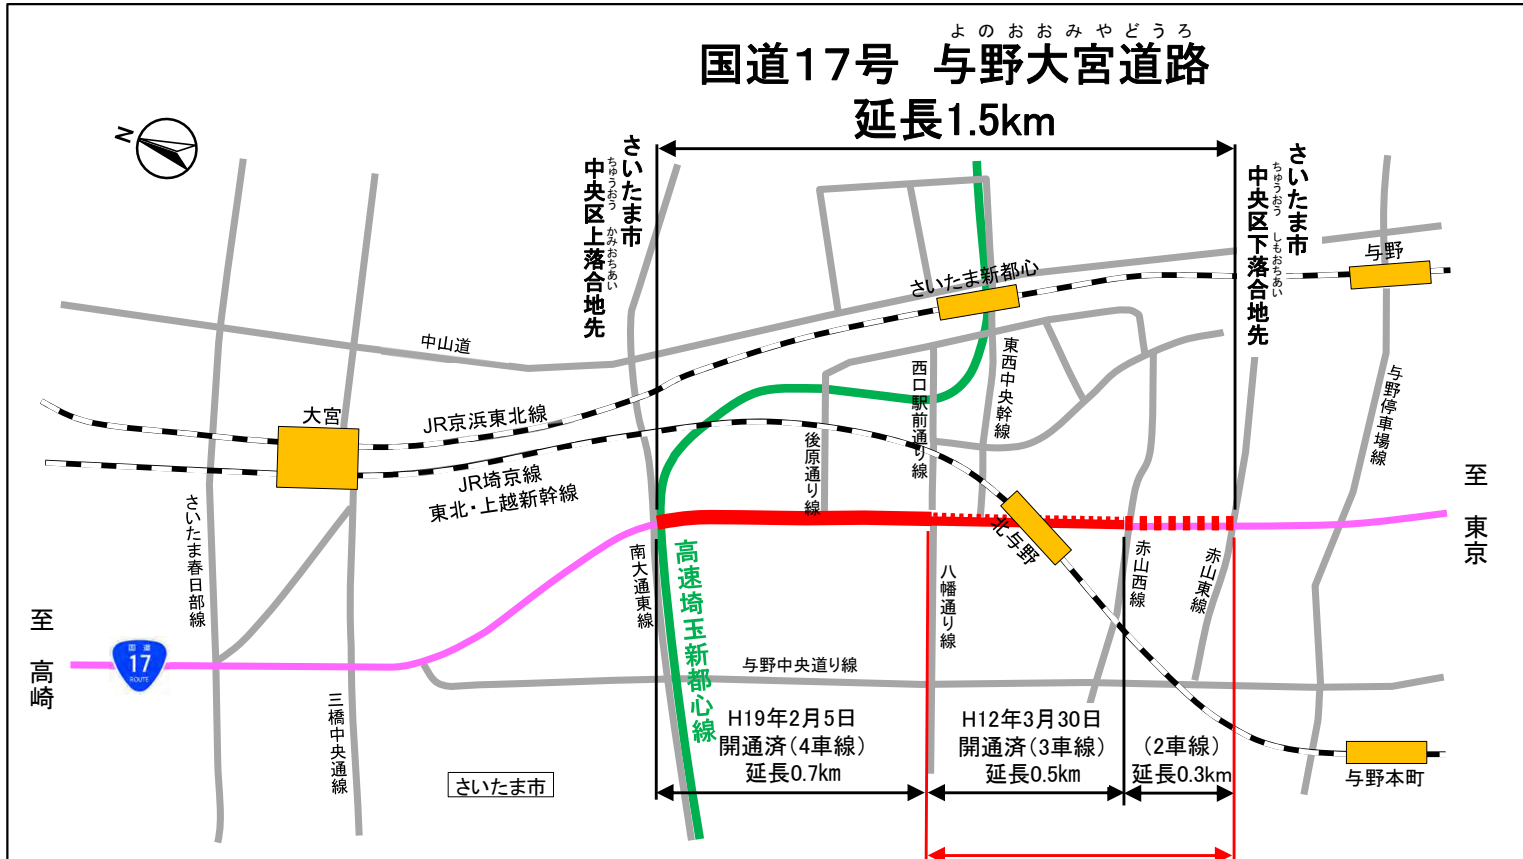 よのおおみやどうろ
国道17号 与野大宮道路
延長1.5km
N
さいたま市
ちゅうおう かみおちあい
中央区上落合地先
さいたま市
ちゅうおう しもおちあい
中央区下落合地先
与野
さいたま新都心
中山道
大宮
JR京浜東北線
JR埼京線
東北・上越新幹線
後原通り線
西口駅前通り線
東西中央幹線
与野停車場線
至 東京
さいたま春日部線
南大通東線
高速埼玉新都心線
北与野
八幡通り線
赤山西線
赤山東線
至 高崎
国道
17
ROUTE
三橋中央通線
与野中央道り線
さいたま市
H19年2月5日
開通済(4車線)
延長0.7km
H12年3月30日
開通済(3車線)
延長0.5km
(2車線)
延長0.3km
与野本町